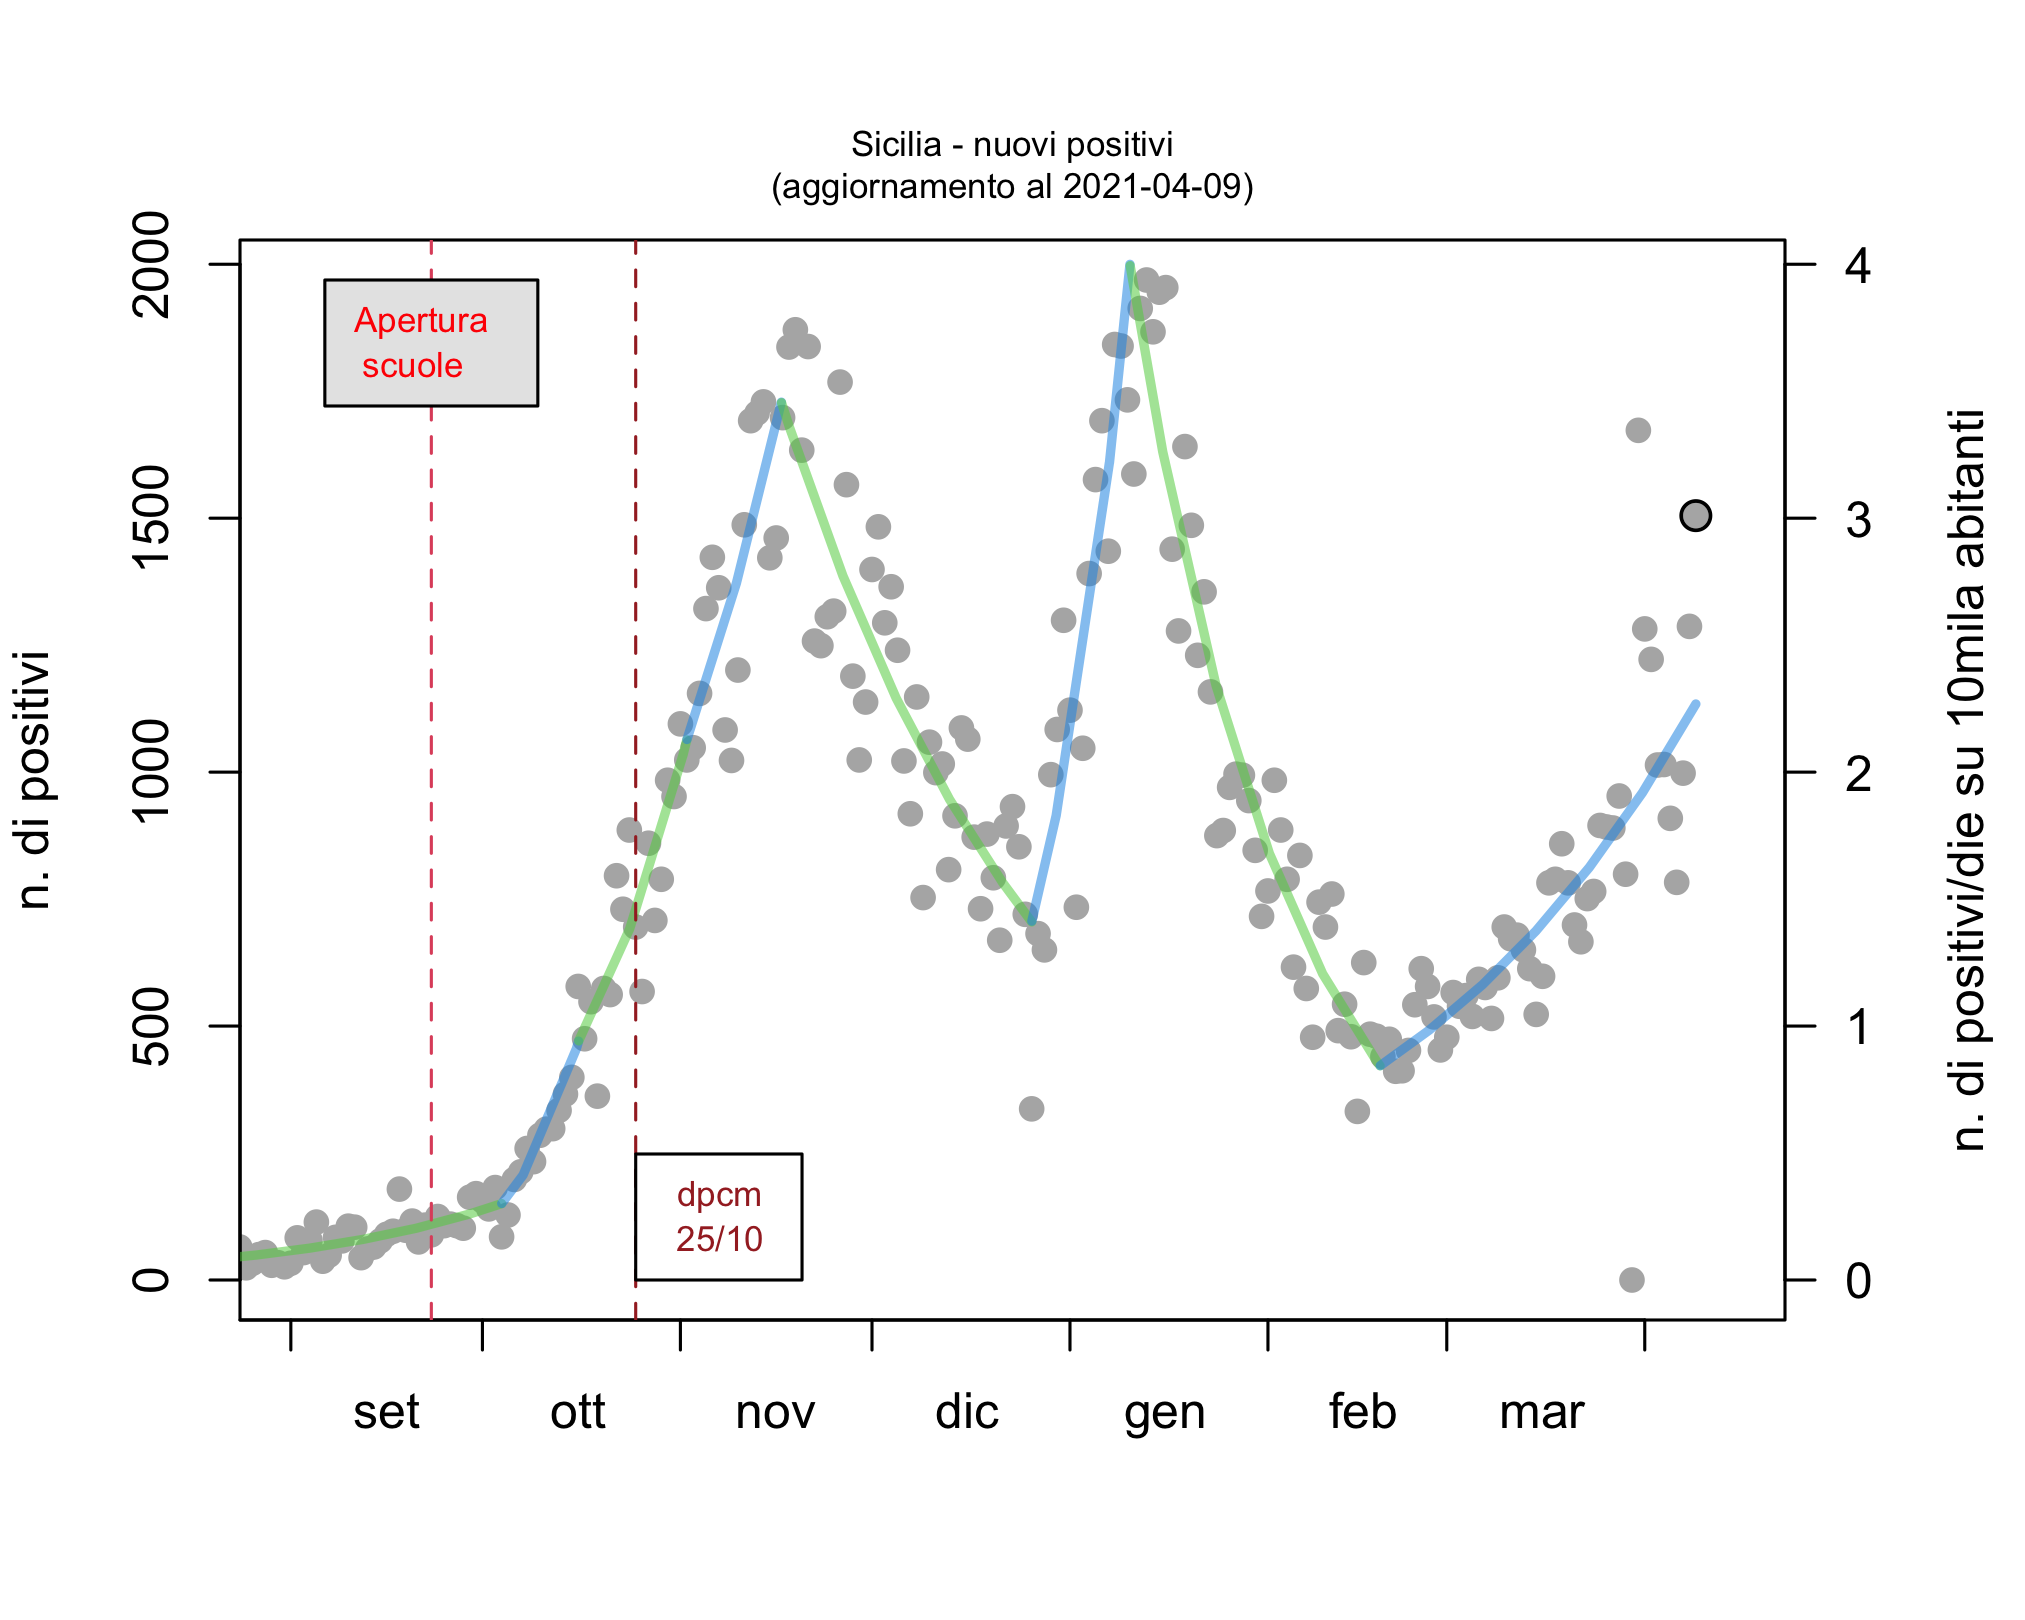 Sicilia - nuovi positivi
(aggiornamento al 2021-04-09)
n. di positivi
2000
1500
1000
500
0
Apertura
scuole
dpcm
25/10
4
3
2
1
0
n. di positivi/die su 10mila abitanti
set ott nov dic gen feb mar